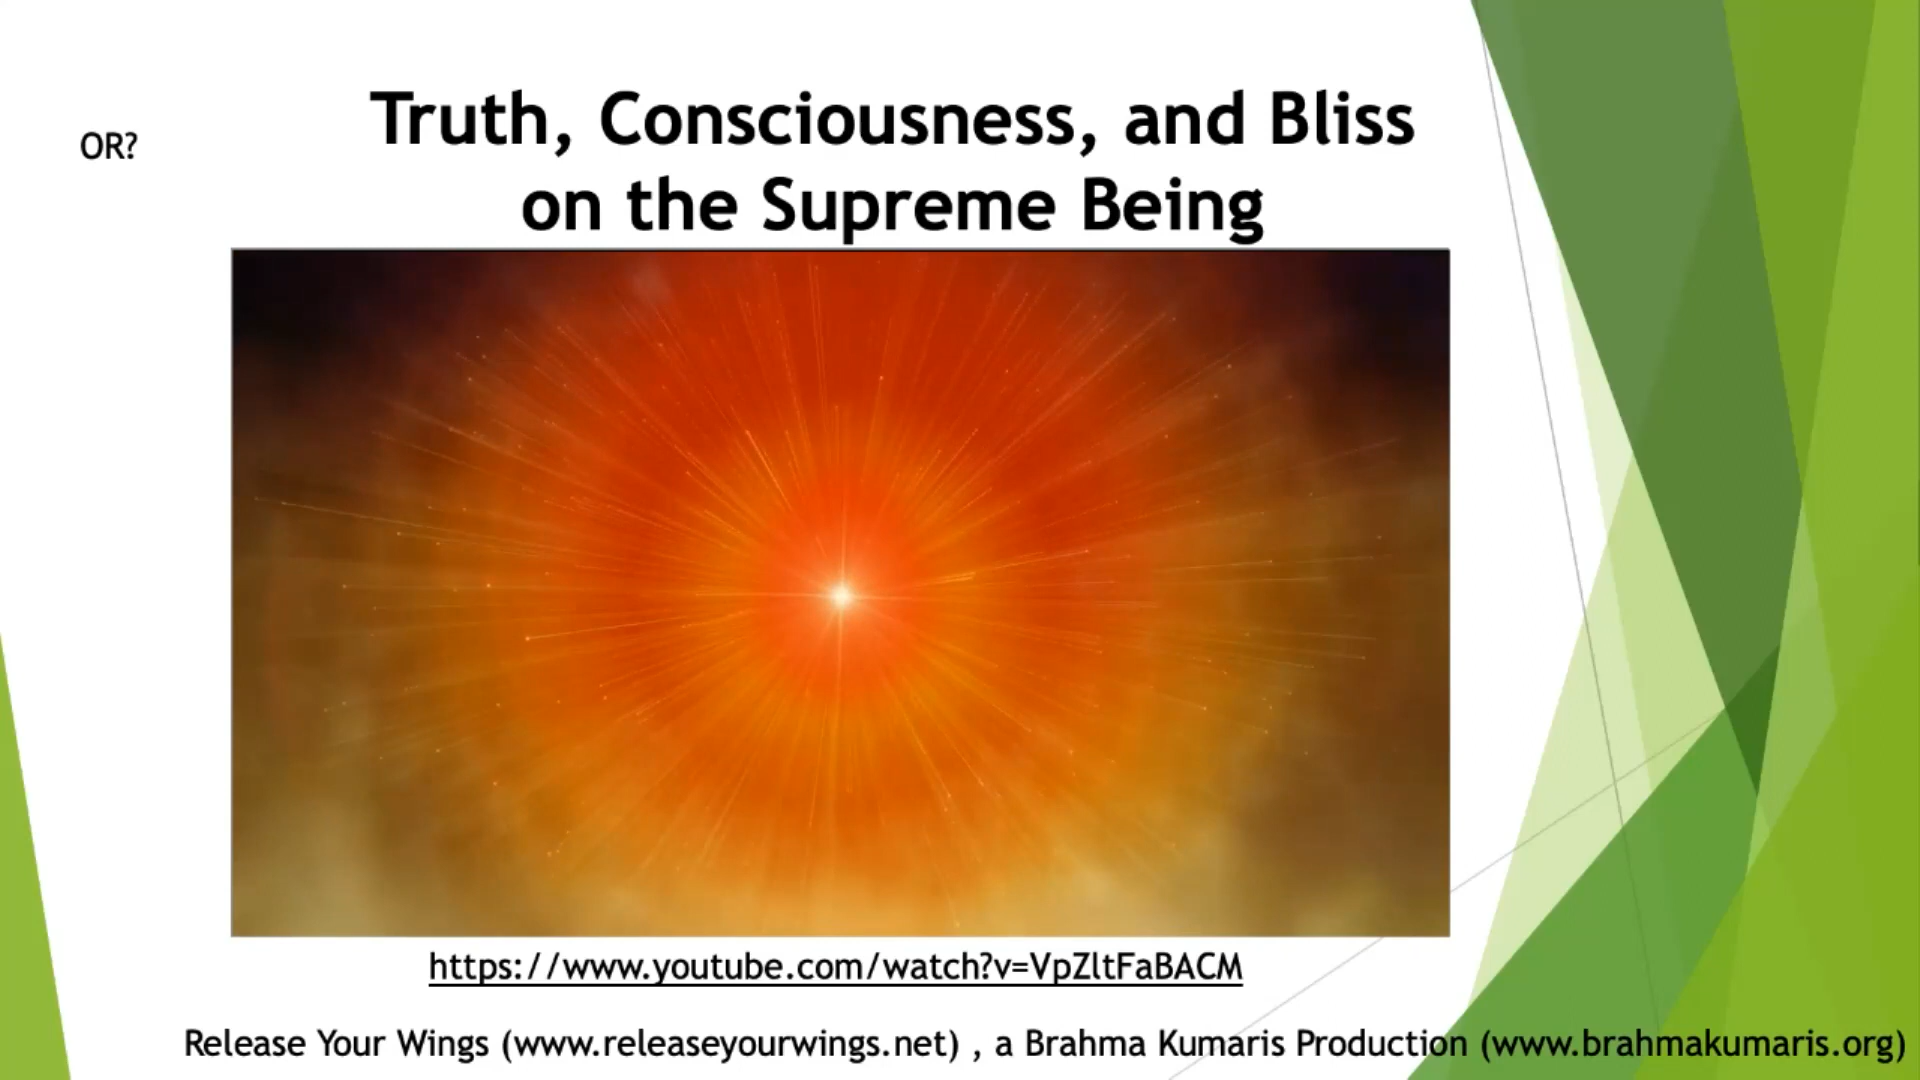 OR?
Truth, Consciousness, and Bliss
on the Supreme Being
https://www.youtube.com/watch?v=VpZltFaBACM
Release Your Wings (www.releaseyourwings.net) , a Brahma Kumaris Production (www.brahmakumaris.org)